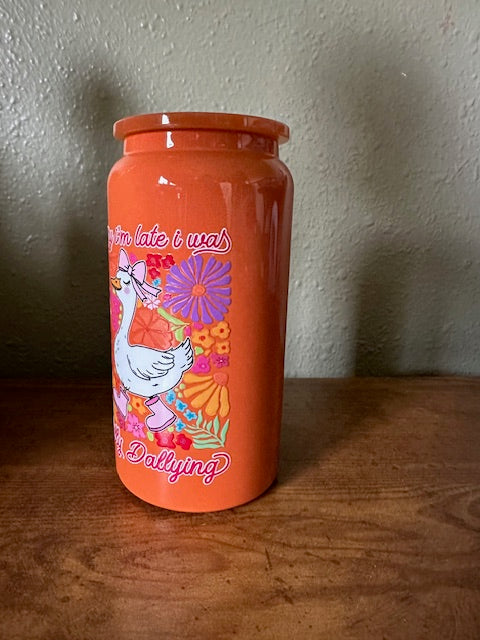 I'm late i was
Dallying